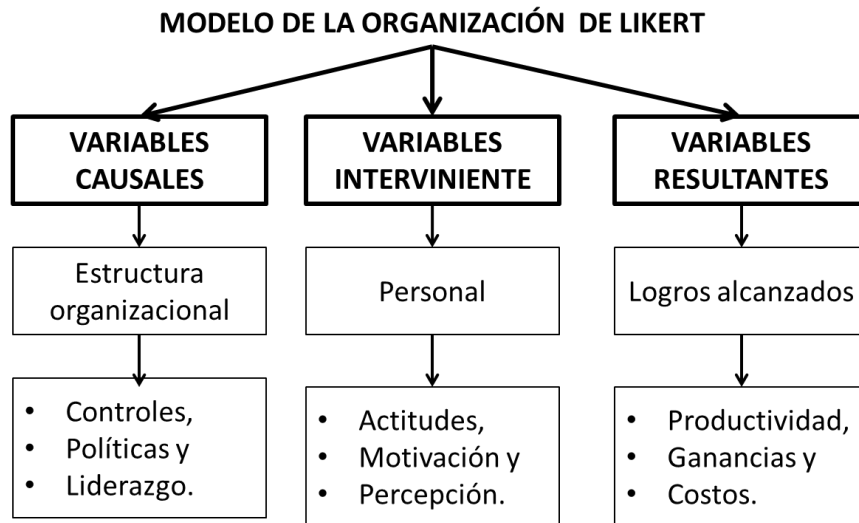 MODELO DE LA ORGANIZACIÓN DE LIKERT
VARIABLES
CAUSALES
VARIABLES
INTERVINIENTE
VARIABLES
RESULTANTES
Estructura
organizacional
Personal
Logros alcanzados
• Controles,
• Políticas y
• Liderazgo.
• Actitudes,
• Motivación y
• Percepción.
• Productividad,
• Ganancias y
• Costos.